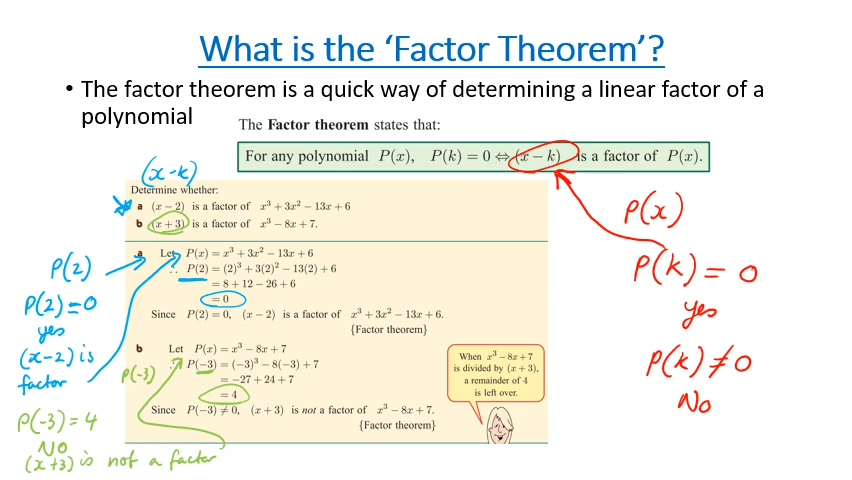 What is the ‘Factor Theorem’?
• The factor theorem is a quick way of determining a linear factor of a
polynomial
The Factor theorem states that:
For any polynomial P(x), P(k) = 0 ⇔ (x − k) is a factor of P(x).
(x-k)
Determine whether:
a (x − 2) is a factor of x³ + 3x² − 13x + 6
b (x + 3) is a factor of x³ − 8x + 7.
a Let P(x) = x³ + 3x² − 13x + 6
∴ P(2) = (2)³ + 3(2)² − 13(2) + 6
= 8 + 12 − 26 + 6
= 0
Since P(2) = 0, (x − 2) is a factor of x³ + 3x² − 13x + 6.
{Factor theorem}
b Let P(x) = x³ − 8x + 7
∴ P(−3) = (−3)³ − 8(−3) + 7
= −27 + 24 + 7
= 4
Since P(−3) ≠ 0, (x + 3) is not a factor of x³ − 8x + 7.
{Factor theorem}
When x³ − 8x + 7
is divided by (x + 3),
a remainder of 4
is left over.
P(2)
P(2)=0
yes
(x-2) is
factor
P(-3)
P(-3) = 4
NO
(x+3) is not a factor
P(x)
P(k) = 0
yes
P(k) ≠ 0
No